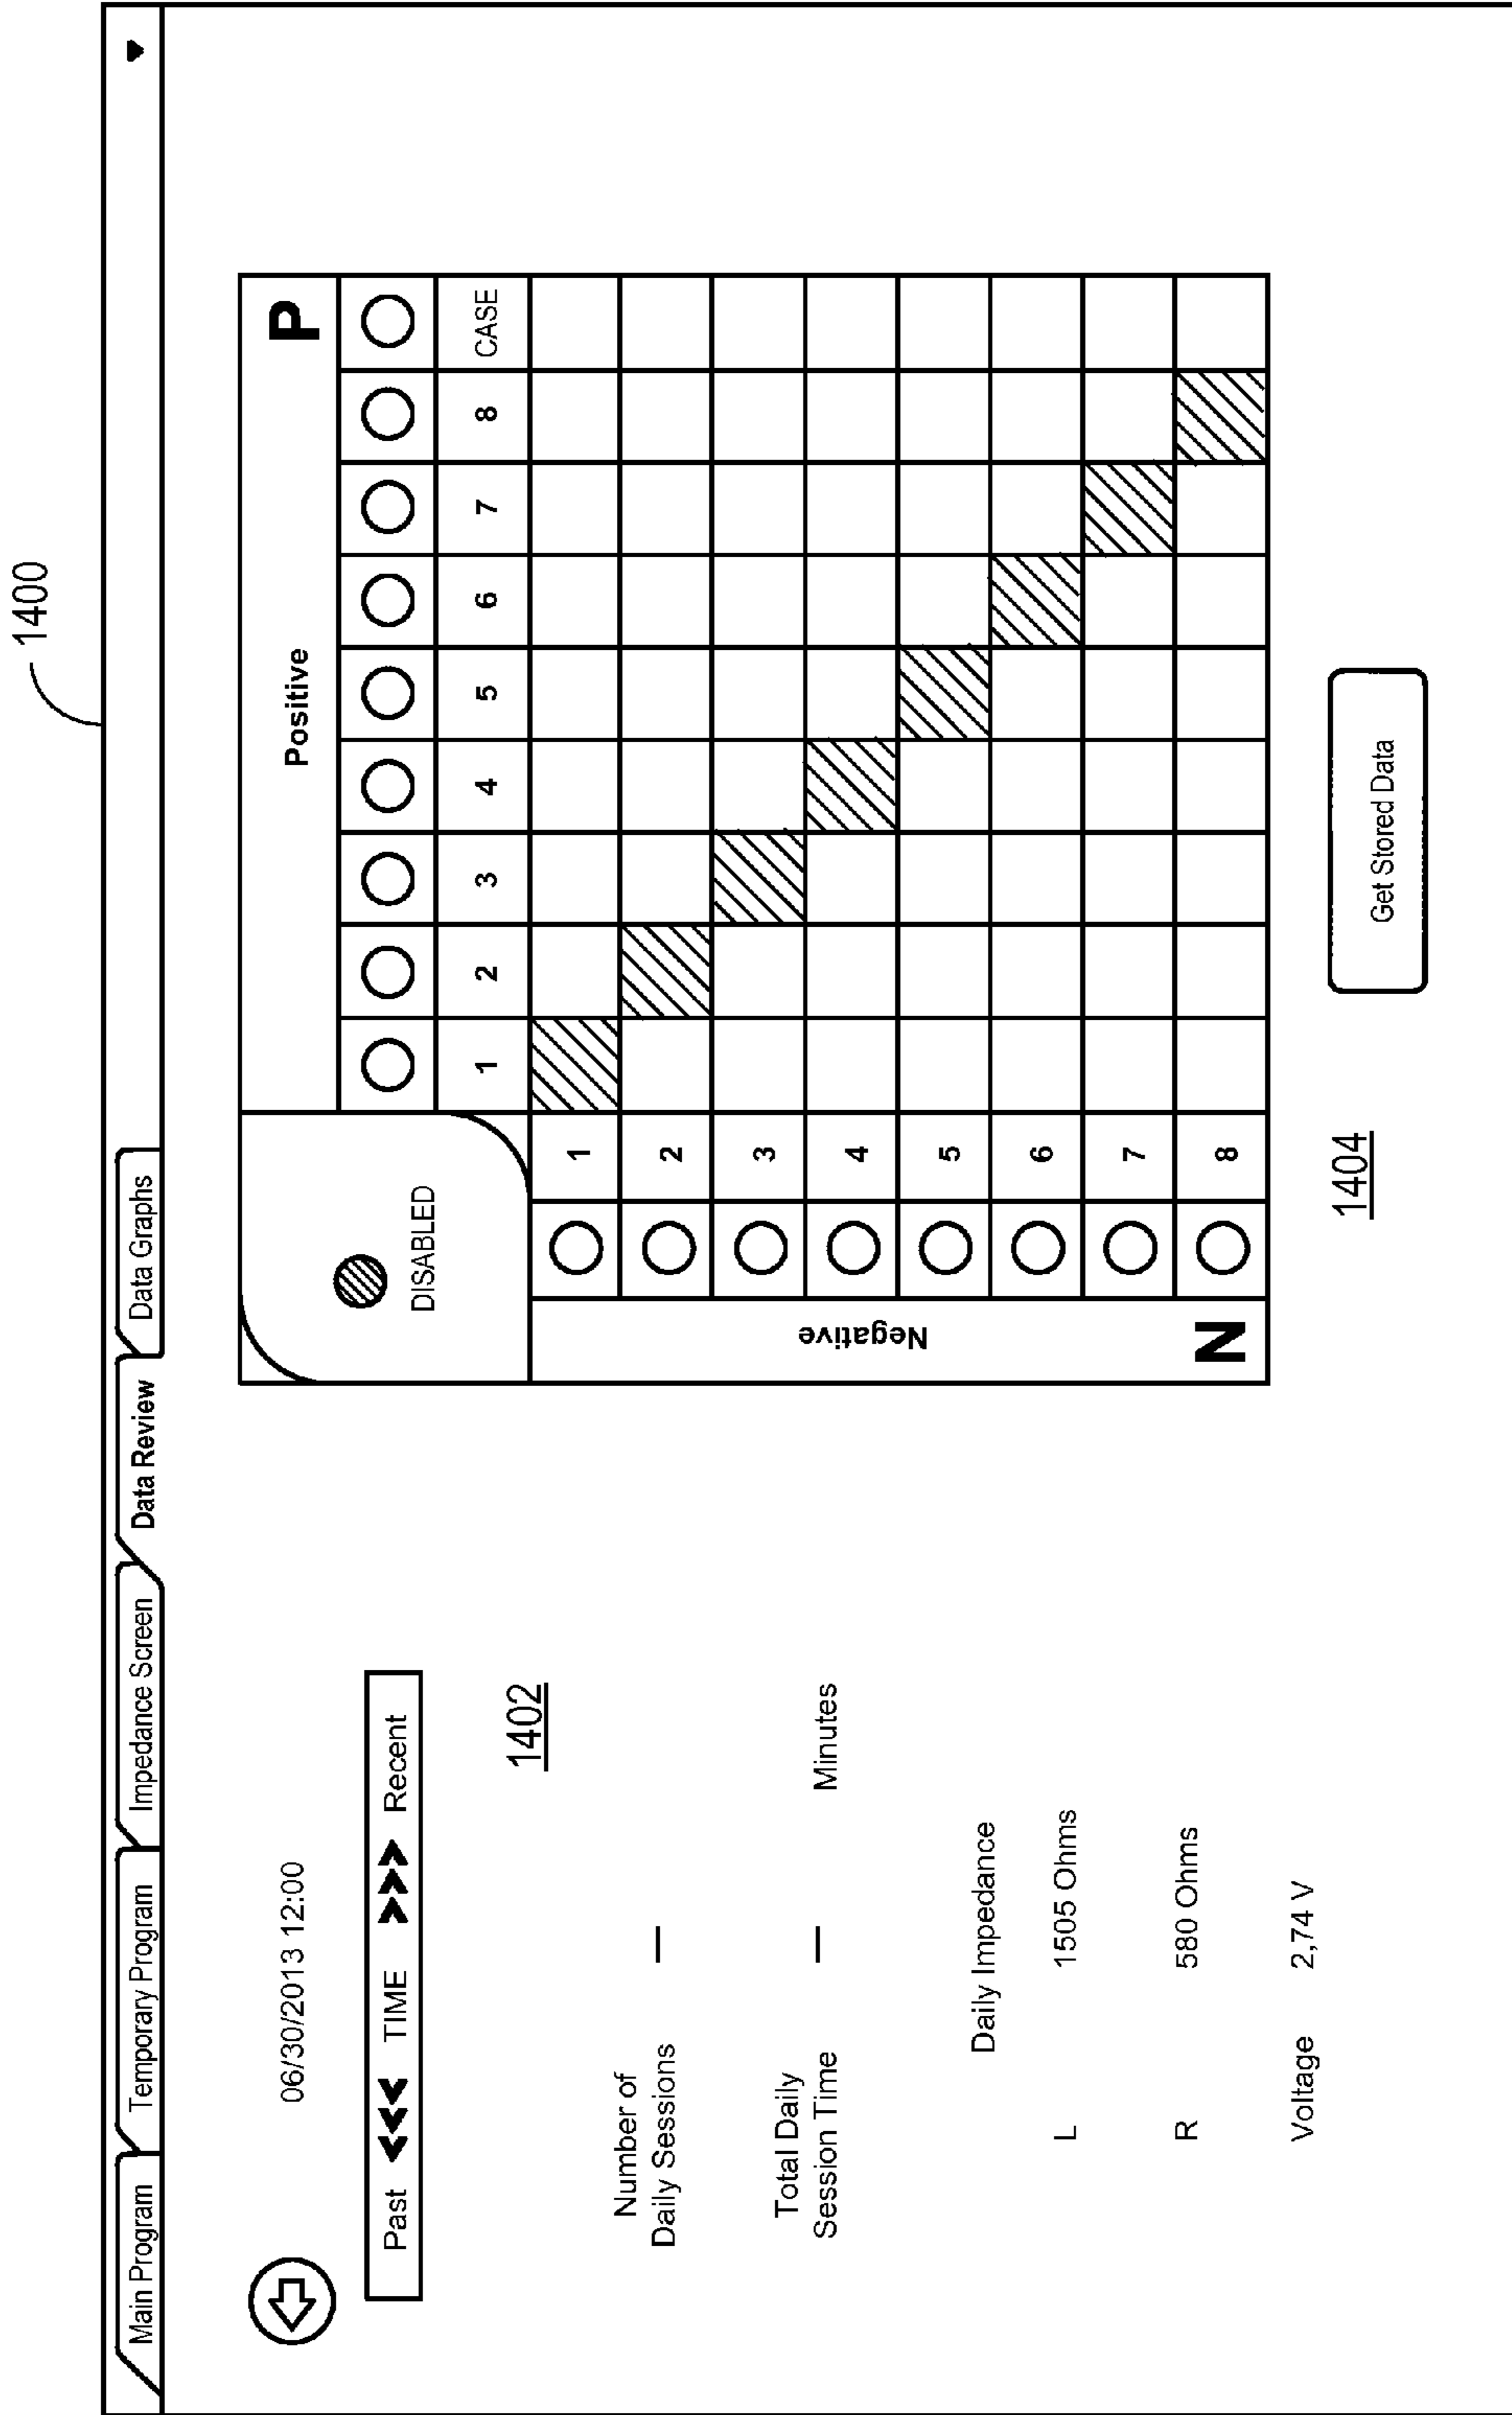 1400
Main Program
Temporary Program
Impedance Screen
Data Review
Data Graphs
06/30/2013 12:00
Past TIME Recent
1402
Number of
Daily Sessions —
Total Daily
Session Time — Minutes
Daily Impedance
L 1505 Ohms
R 580 Ohms
Voltage 2,74 V
DISABLED
Positive P
1 2 3 4 5 6 7 8 CASE
Negative
N
1
2
3
4
5
6
7
8
1404
Get Stored Data